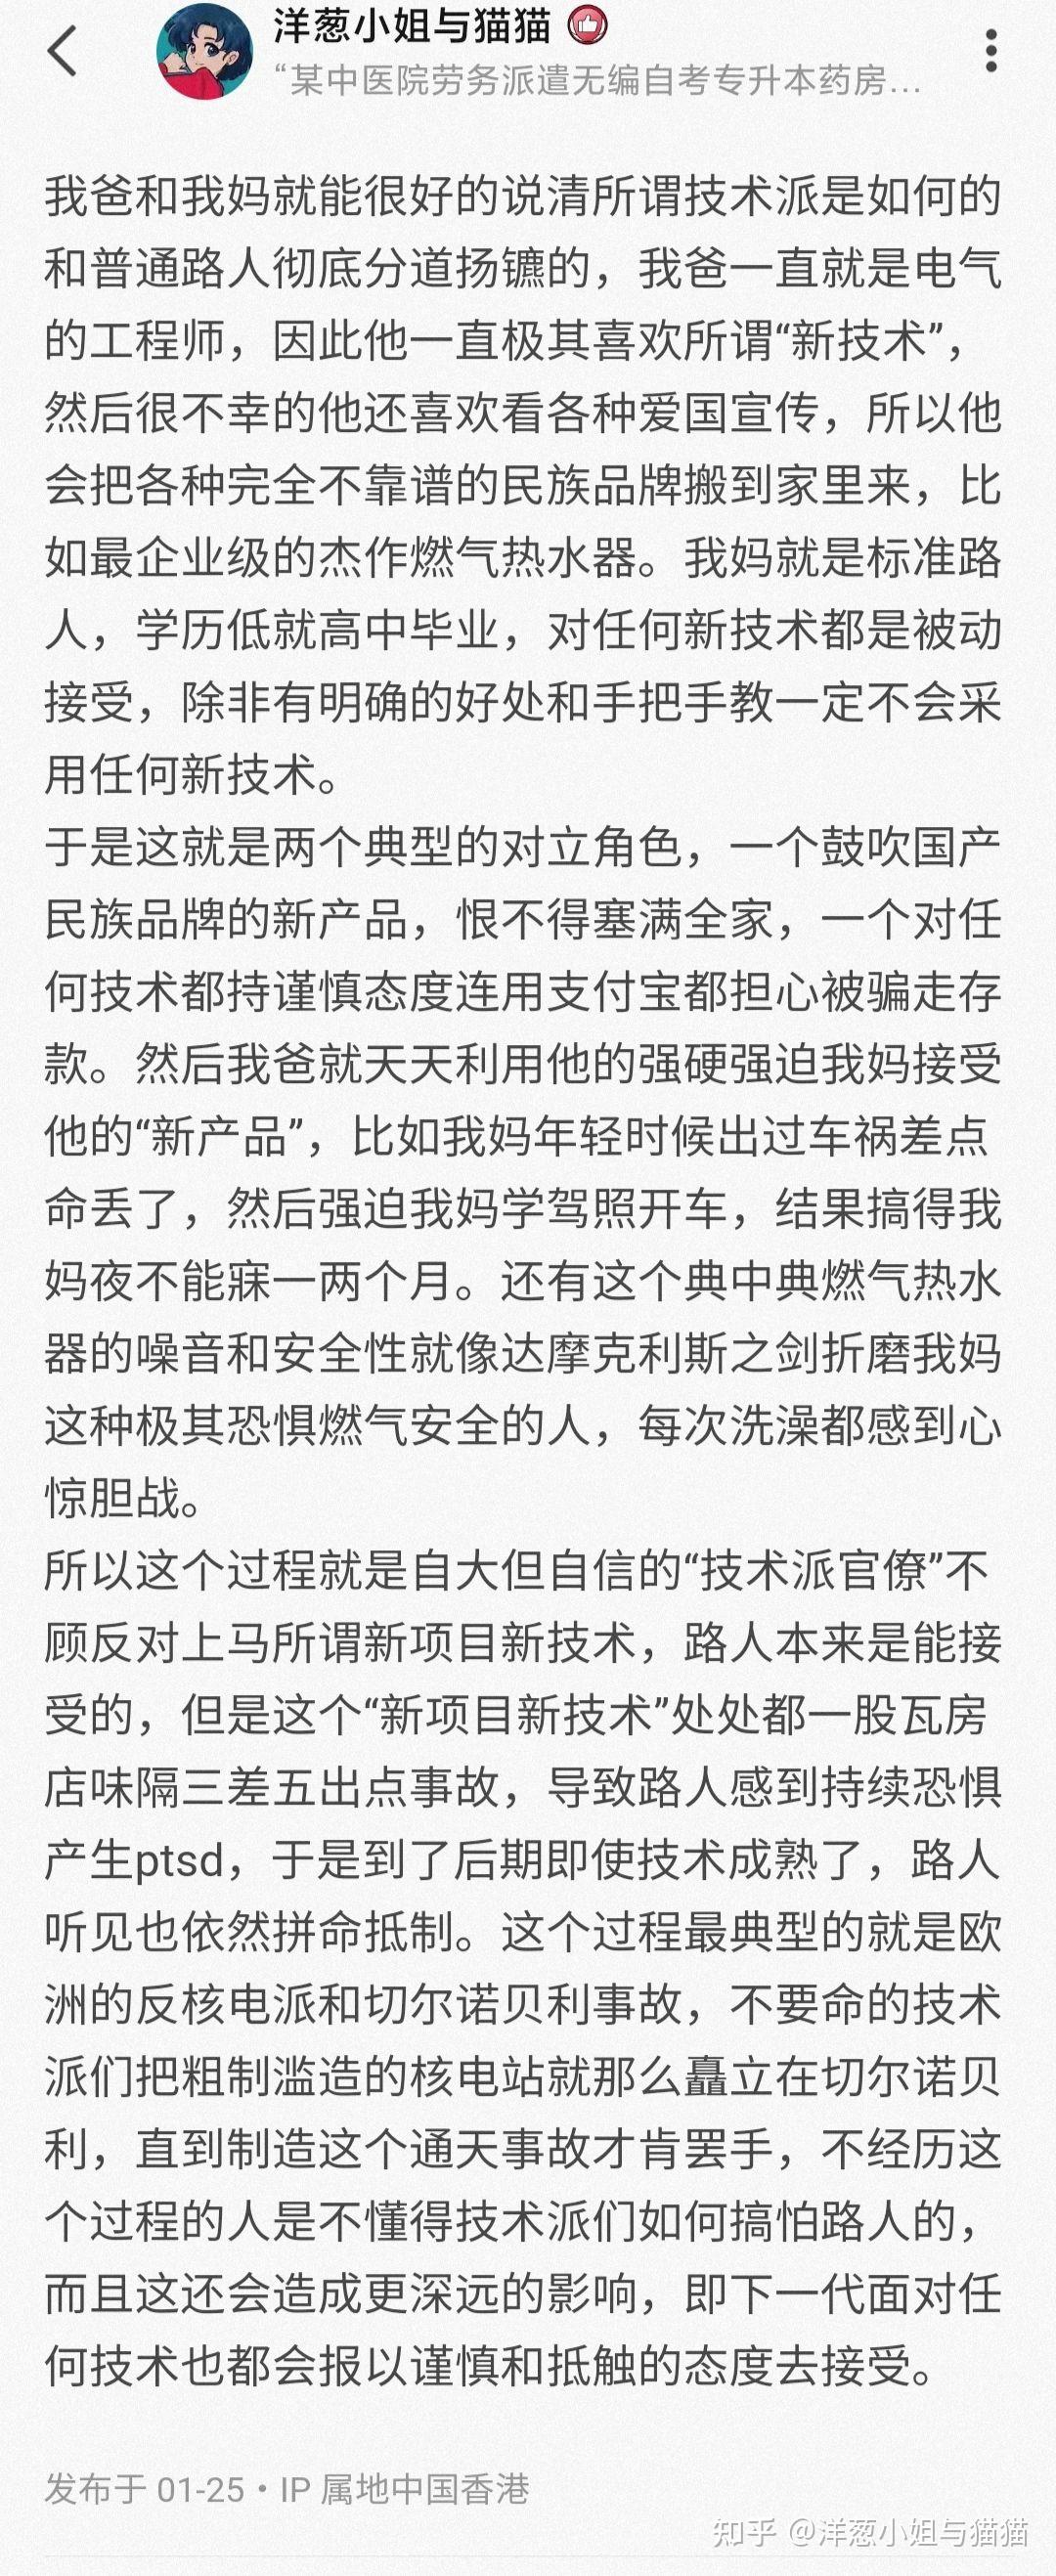 洋葱小姐与猫猫
“某中医院劳务派遣无编自考专升本药房...
我爸和我妈就能很好的说清所谓技术派是如何的
和普通路人彻底分道扬镳的，我爸一直就是电气
的工程师，因此他一直极其喜欢所谓“新技术”，
然后很不幸的他还喜欢看各种爱国宣传，所以他
会把各种完全不靠谱的民族品牌搬到家里来，比
如最企业级的杰作燃气热水器。我妈就是标准路
人，学历低就高中毕业，对任何新技术都是被动
接受，除非有明确的好处和手把手教一定不会采
用任何新技术。
于是这就是两个典型的对立角色，一个鼓吹国产
民族品牌的新产品，恨不得塞满全家，一个对任
何技术都持谨慎态度连用支付宝都担心被骗走存
款。然后我爸就天天利用他的强硬强迫我妈接受
他的“新产品”，比如我妈年轻时候出过车祸差点
命丢了，然后强迫我妈学驾照开车，结果搞得我
妈夜不能寐一两个月。还有这个典中典燃气热水
器的噪音和安全性就像达摩克利斯之剑折磨我妈
这种极其恐惧燃气安全的人，每次洗澡都感到心
惊胆战。
所以这个过程就是自大但自信的“技术派官僚”不
顾反对上马所谓新项目新技术，路人本来是能接
受的，但是这个“新项目新技术”处处都一股瓦房
店味隔三差五出点事故，导致路人感到持续恐惧
产生ptsd，于是到了后期即使技术成熟了，路人
听见也依然拼命抵制。这个过程最典型的就是欧
洲的反核电派和切尔诺贝利事故，不要命的技术
派们把粗制滥造的核电站就那么矗立在切尔诺贝
利，直到制造这个通天事故才肯罢手，不经历这
个过程的人是不懂得技术派们如何搞怕路人的，
而且这还会造成更深远的影响，即下一代面对任
何技术也都会报以谨慎和抵触的态度去接受。
发布于 01-25・IP 属地中国香港
知乎 @洋葱小姐与猫猫